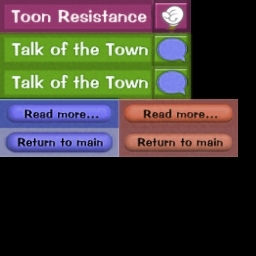 Toon Resistance
Talk of the Town
Talk of the Town
Read more... Read more...
Return to main Return to main